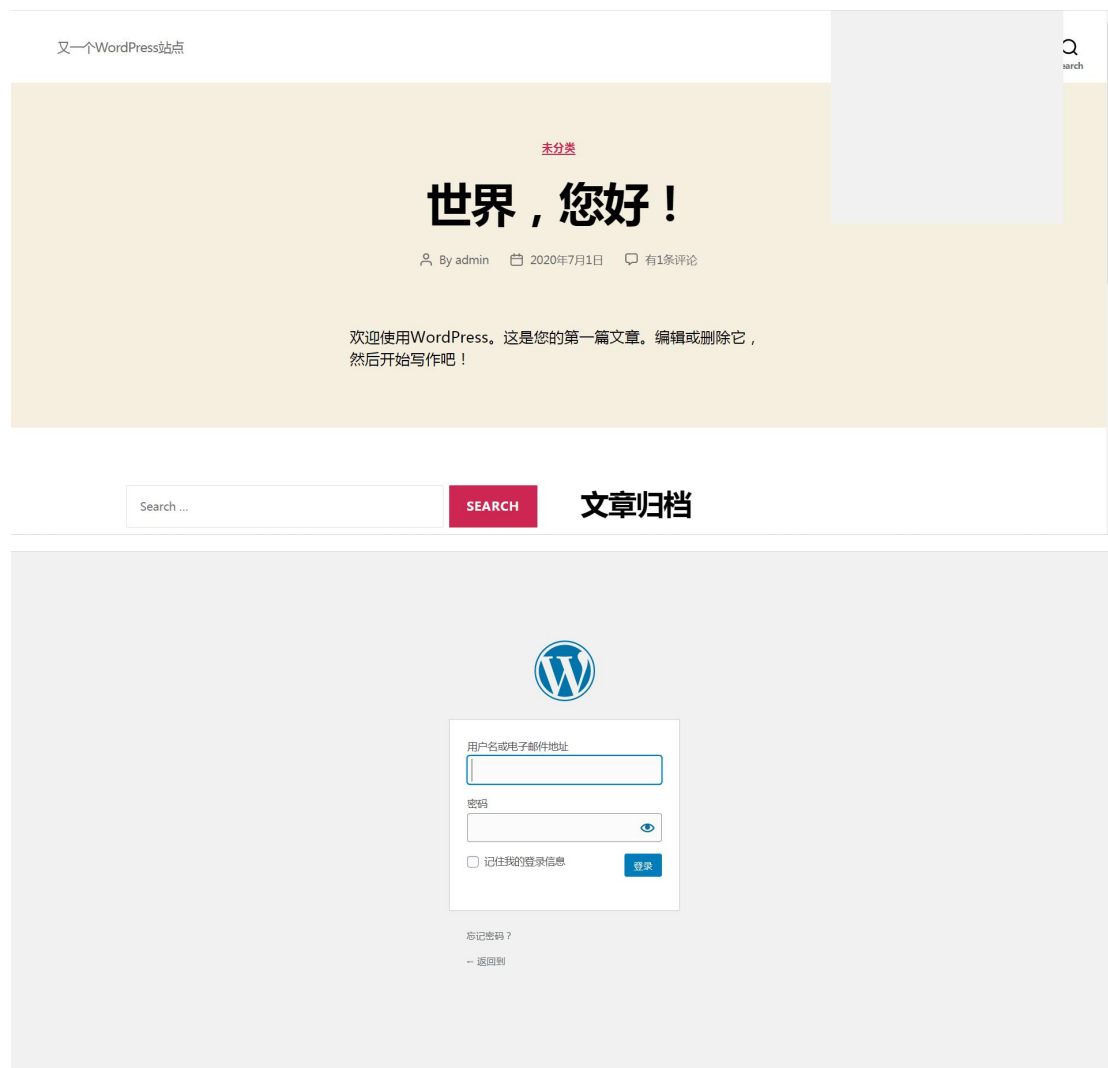 又一个WordPress站点
earch
未分类
世界，您好！
By admin 2020年7月1日 有1条评论
欢迎使用WordPress。这是您的第一篇文章。编辑或删除它，
然后开始写作吧！
Search ... SEARCH 文章归档
用户名或电子邮件地址
密码
记住我的登录信息 登录
忘记密码？
← 返回到